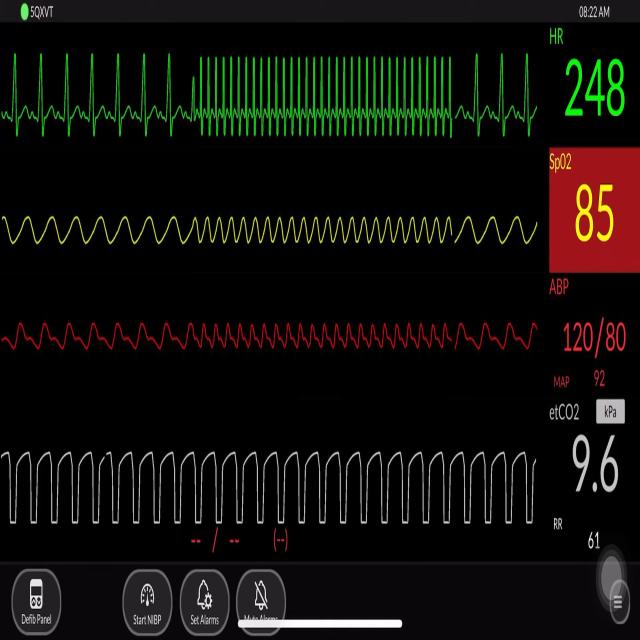 5QXVT
08:22 AM
HR
248
SpO2
85
ABP
120/80
MAP 92
etCO2 kPa
9.6
RR
61
-- / -- (--)
Defib Panel
Start NIBP
Set Alarms
Mute Alarms